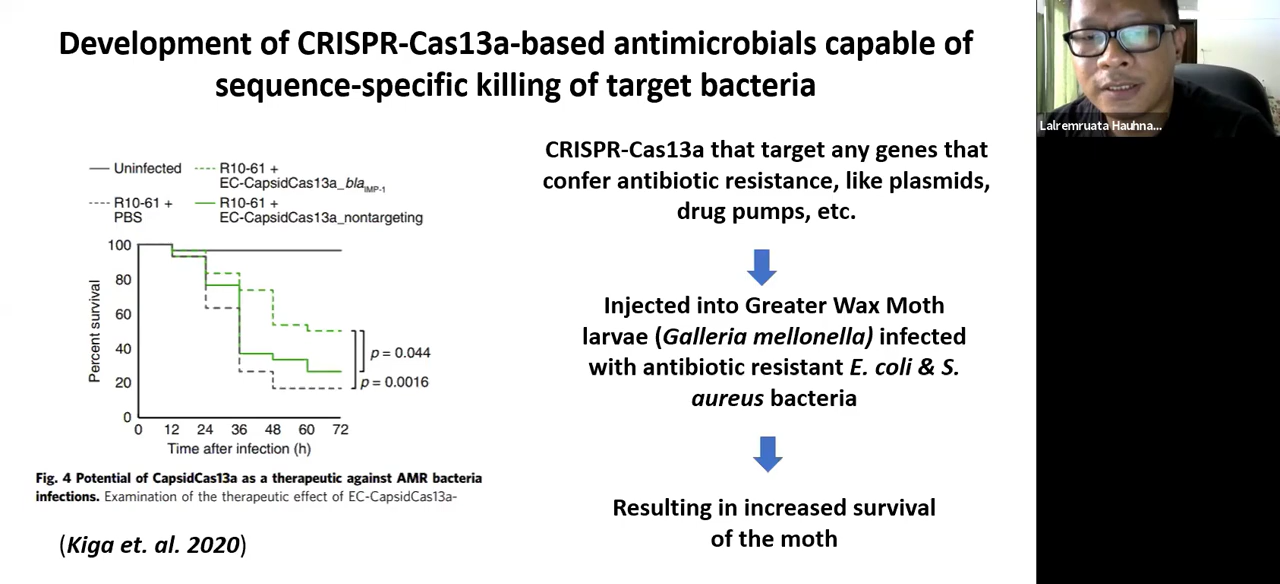 Development of CRISPR-Cas13a-based antimicrobials capable of
sequence-specific killing of target bacteria
Lalremruata Hauhna...
Uninfected
R10-61 +
EC-CapsidCas13a_bla IMP-1
R10-61 +
PBS
R10-61 +
EC-CapsidCas13a_nontargeting
Percent survival
100
80
60
40
20
0
0 12 24 36 48 60 72
Time after infection (h)
p = 0.044
p = 0.0016
Fig. 4 Potential of CapsidCas13a as a therapeutic against AMR bacteria
infections. Examination of the therapeutic effect of EC-CapsidCas13a-
(Kiga et. al. 2020)
CRISPR-Cas13a that target any genes that
confer antibiotic resistance, like plasmids,
drug pumps, etc.
Injected into Greater Wax Moth
larvae (Galleria mellonella) infected
with antibiotic resistant E. coli & S.
aureus bacteria
Resulting in increased survival
of the moth